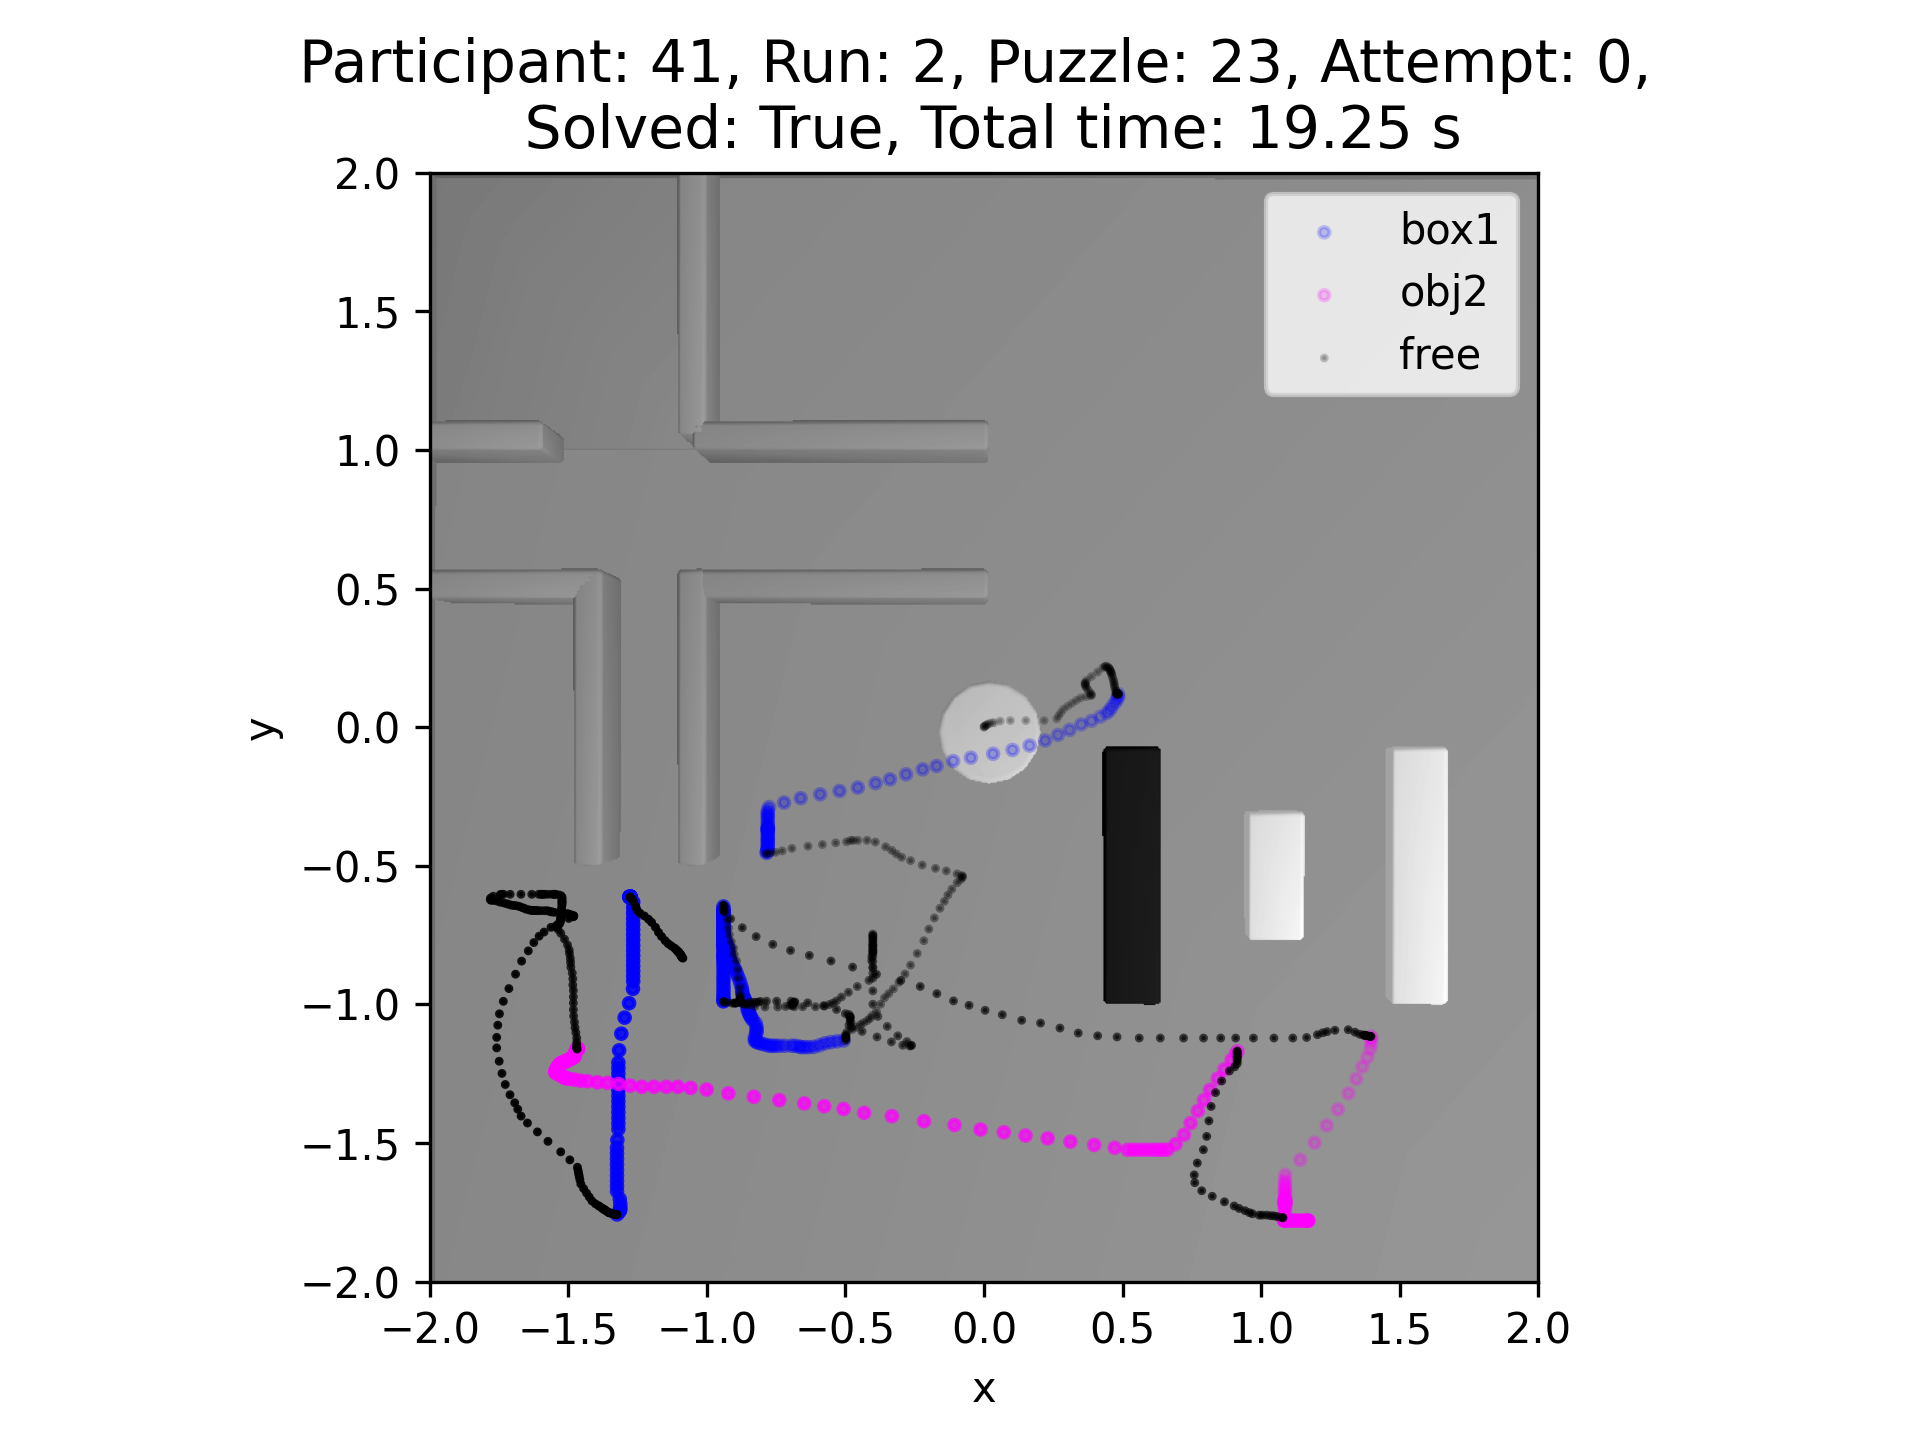 Participant: 41, Run: 2, Puzzle: 23, Attempt: 0,
Solved: True, Total time: 19.25 s
box1
obj2
free
2.0
1.5
1.0
0.5
0.0
−0.5
−1.0
−1.5
−2.0
y
−2.0 −1.5 −1.0 −0.5 0.0 0.5 1.0 1.5 2.0
x